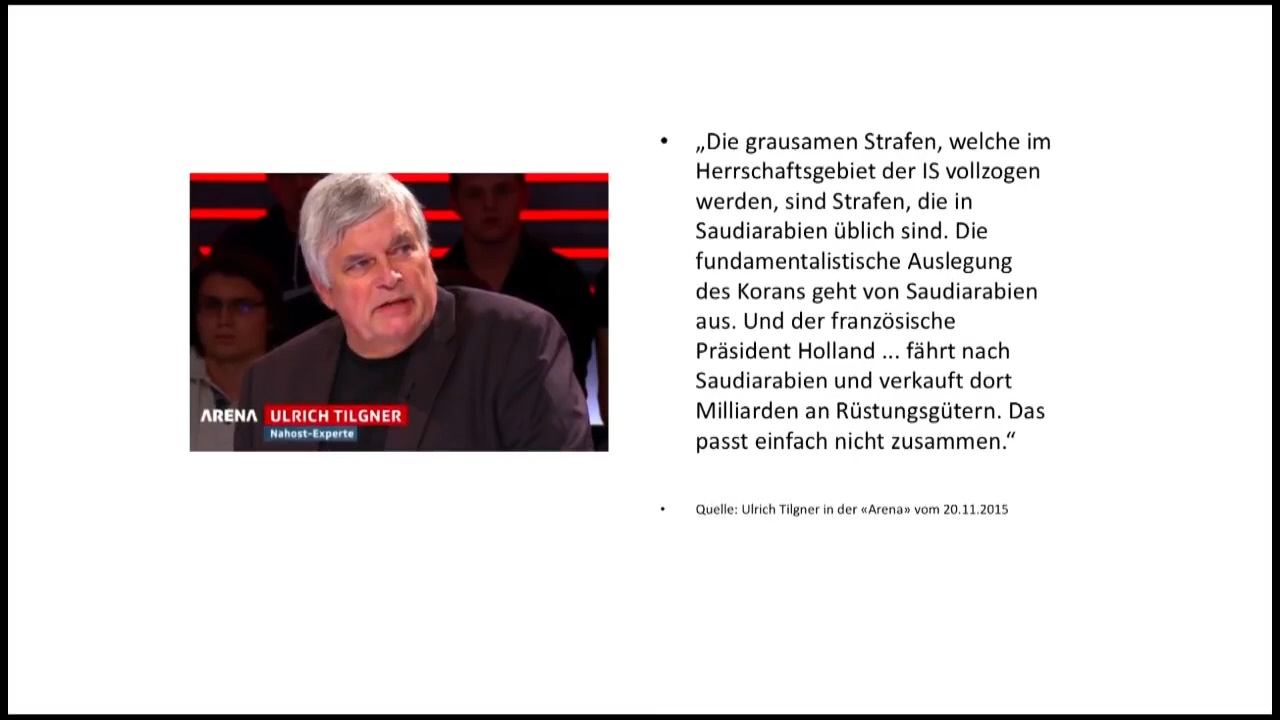 ARENA ULRICH TILGNER
Nahost-Experte
• „Die grausamen Strafen, welche im
Herrschaftsgebiet der IS vollzogen
werden, sind Strafen, die in
Saudiarabien üblich sind. Die
fundamentalistische Auslegung
des Korans geht von Saudiarabien
aus. Und der französische
Präsident Holland ... fährt nach
Saudiarabien und verkauft dort
Milliarden an Rüstungsgütern. Das
passt einfach nicht zusammen.“
• Quelle: Ulrich Tilgner in der «Arena» vom 20.11.2015